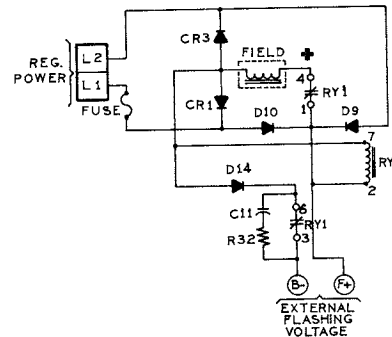 REG.
POWER
L2
L1
FUSE
CR3
CR1
FIELD
+
4
RY1
1
D10
D9
7
RY
2
D14
C11
R32
6
RY1
3
B-
F+
EXTERNAL
FLASHING
VOLTAGE